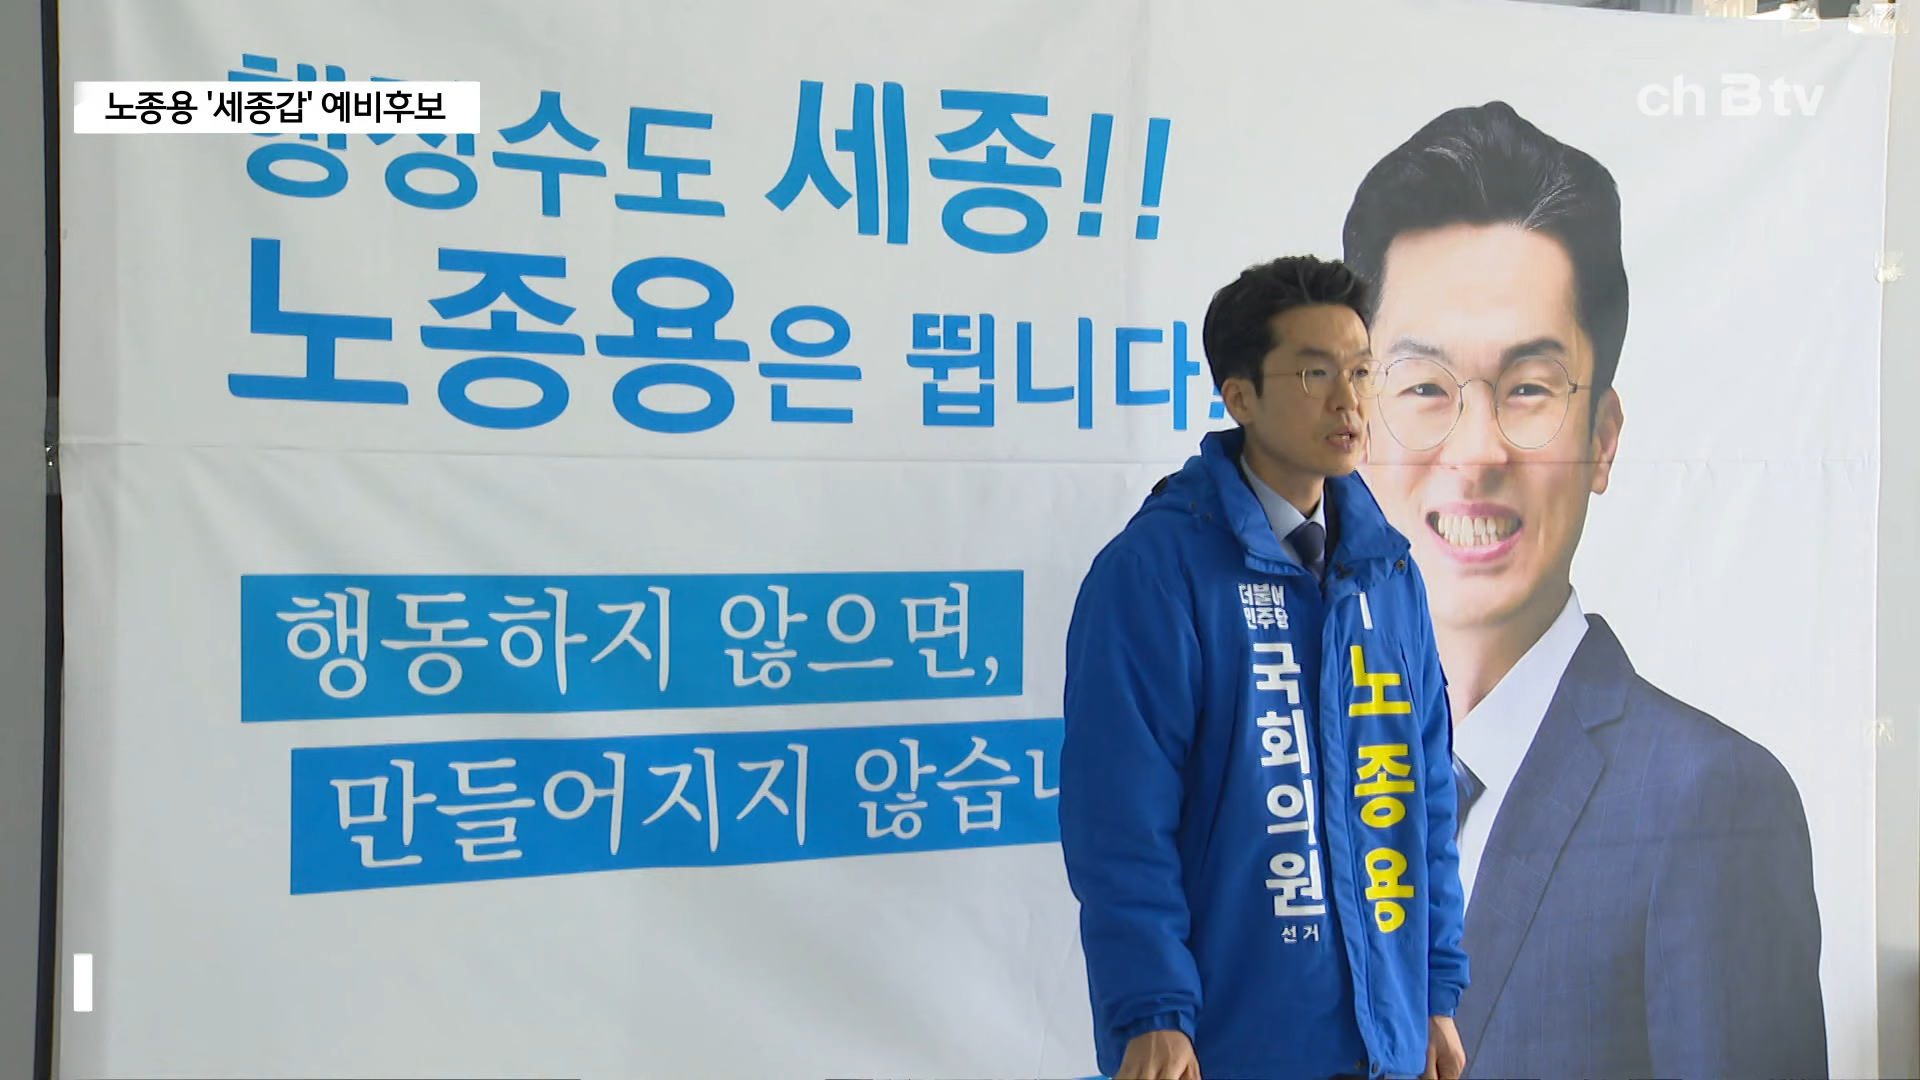 노종용 '세종갑' 예비후보
ch B tv
행정수도 세종!!
노종용은 뜁니다
행동하지 않으면,
만들어지지 않습
더불어
민주당
국회의원
선거
노종용